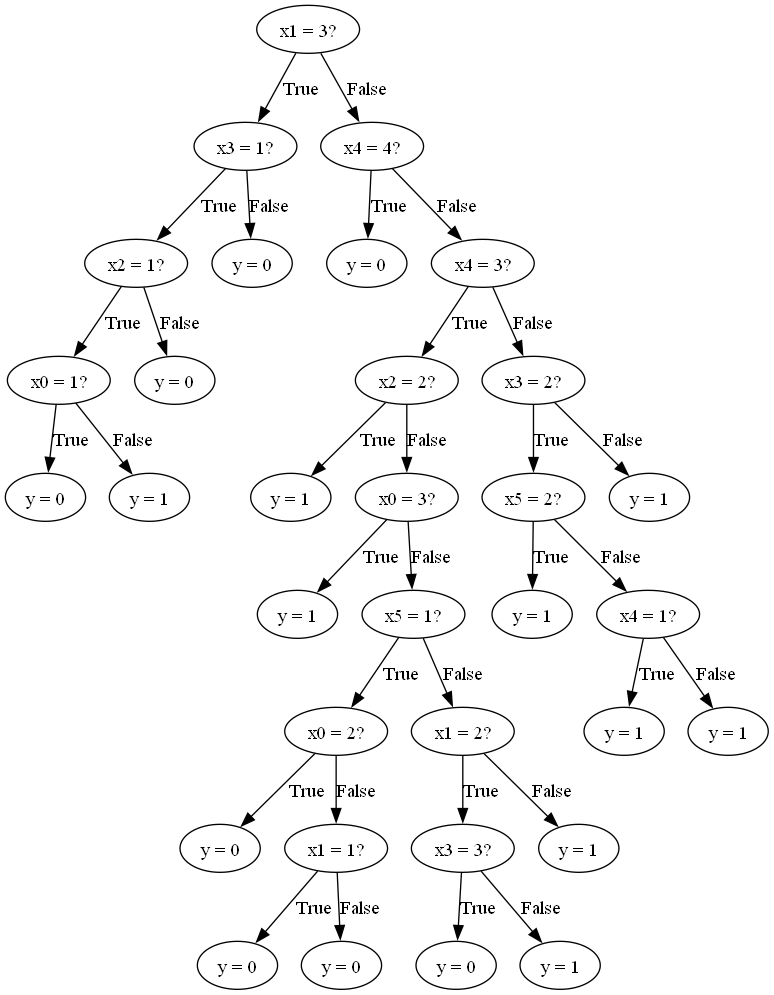 x1 = 3?
True
False
x3 = 1?
x4 = 4?
True
False
True
False
x2 = 1?
y = 0
y = 0
x4 = 3?
True
False
True
False
x0 = 1?
y = 0
x2 = 2?
x3 = 2?
True
False
True
False
True
False
y = 0
y = 1
y = 1
x0 = 3?
x5 = 2?
y = 1
True
False
True
False
y = 1
x5 = 1?
y = 1
x4 = 1?
True
False
True
False
x0 = 2?
x1 = 2?
y = 1
y = 1
True
False
True
False
y = 0
x1 = 1?
x3 = 3?
y = 1
True
False
True
False
y = 0
y = 0
y = 0
y = 1